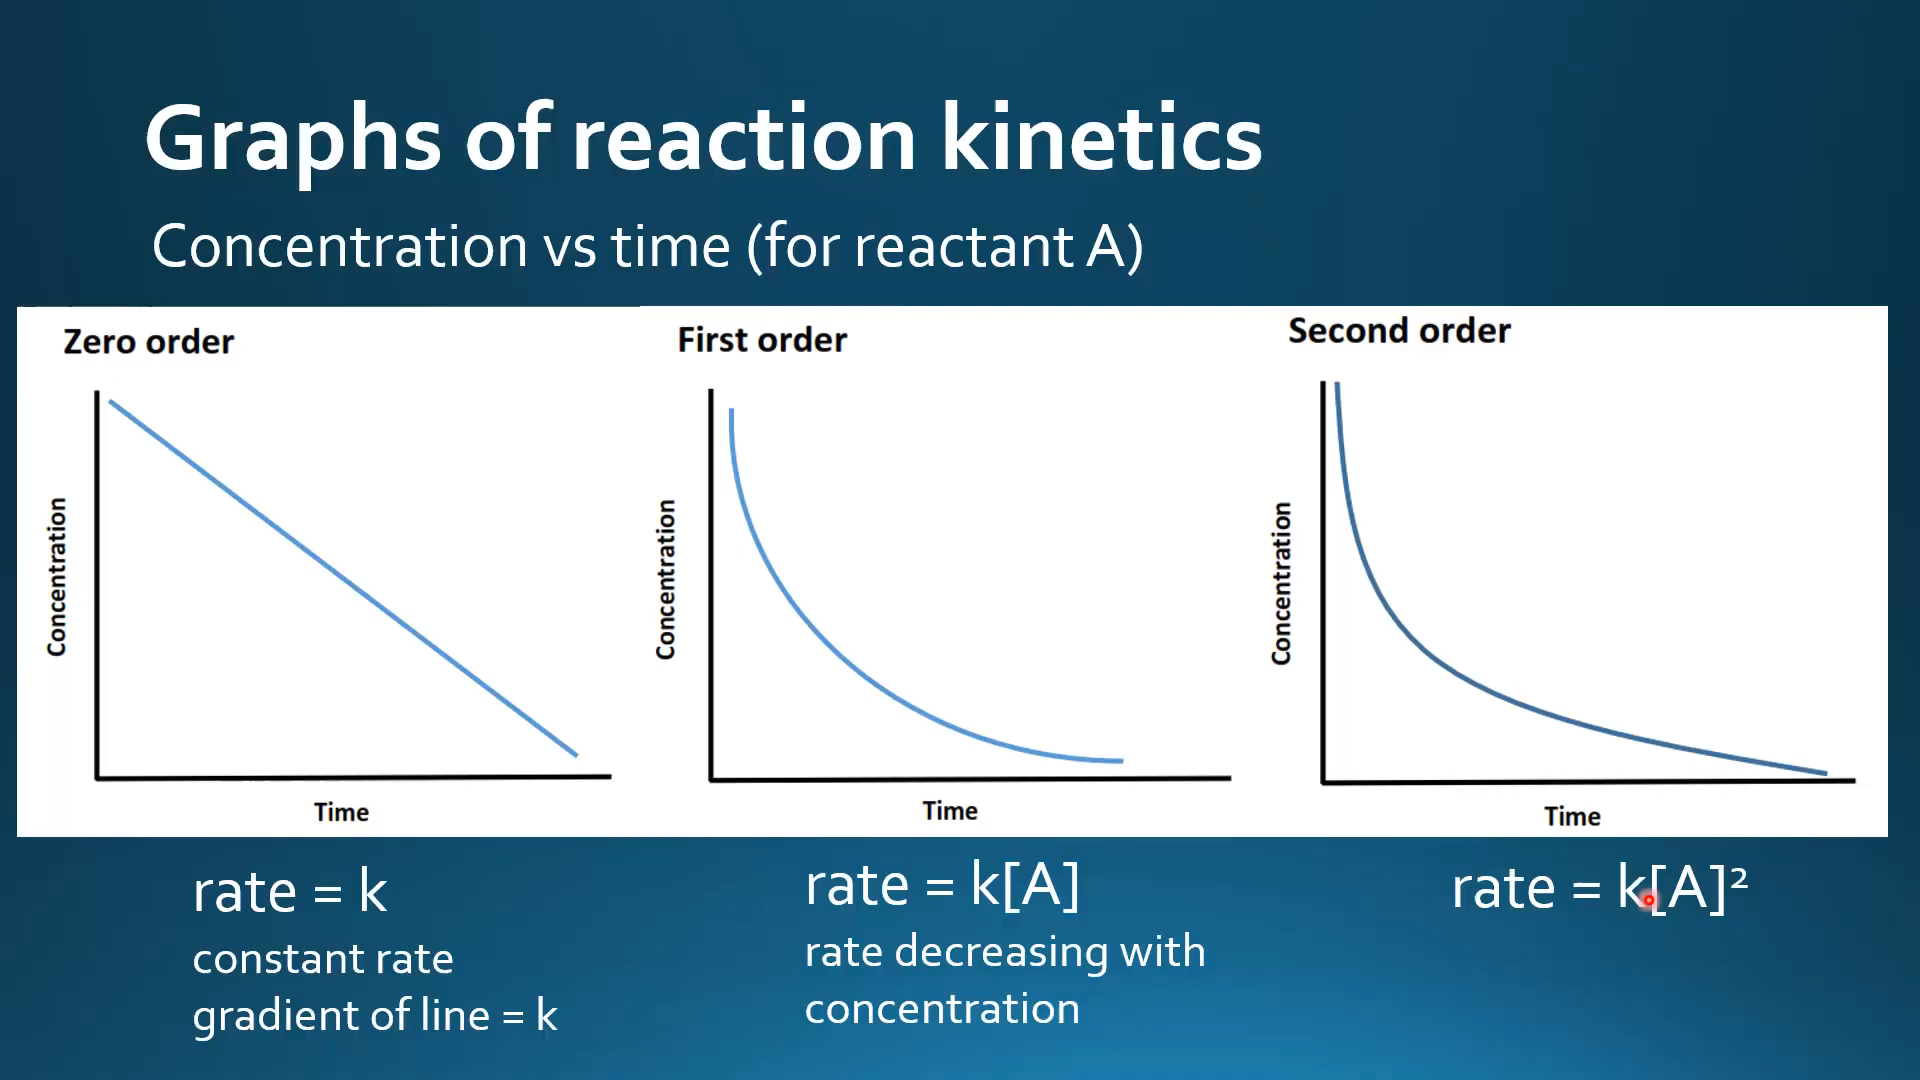 Graphs of reaction kinetics
Concentration vs time (for reactant A)
Zero order
Concentration
Time
First order
Concentration
Time
Second order
Concentration
Time
rate = k
constant rate
gradient of line = k
rate = k[A]
rate decreasing with
concentration
rate = k[A]²